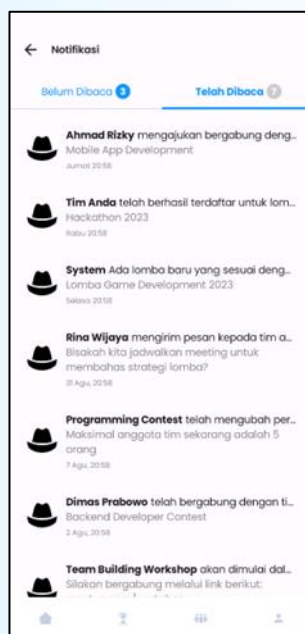 Notifikasi
Belum Dibaca 3
Telah Dibaca 7
Ahmad Rizky mengajukan bergabung deng...
Mobile App Development
Jumat 20:58
Tim Anda telah berhasil terdaftar untuk lom...
Hackathon 2023
Rabu 20:58
System Ada lomba baru yang sesuai deng...
Lomba Game Development 2023
Selasa 20:58
Rina Wijaya mengirim pesan kepada tim a...
Bisakah kita jadwalkan meeting untuk
membahas strategi lomba?
31 Agu, 20:58
Programming Contest telah mengubah per...
Maksimal anggota tim sekarang adalah 5
orang
7 Agu, 20:58
Dimas Prabowo telah bergabung dengan ti...
Backend Developer Contest
2 Agu, 20:58
Team Building Workshop akan dimulai dal...
Silakan bergabung melalui link berikut: